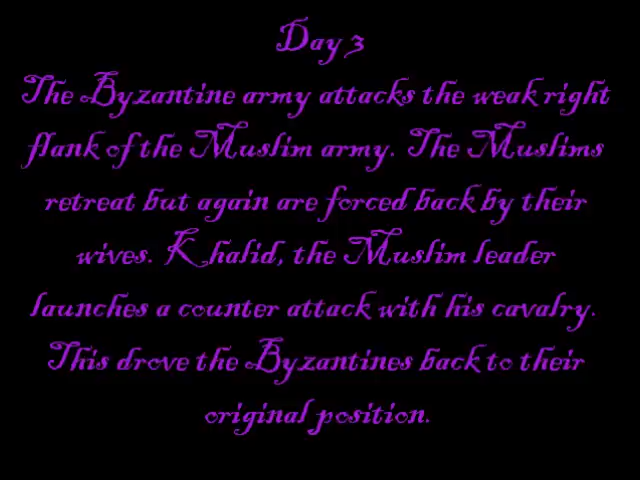 Day 3
The Byzantine army attacks the weak right
flank of the Muslim army. The Muslims
retreat but again are forced back by their
wives. Khalid, the Muslim leader
launches a counter attack with his cavalry.
This drove the Byzantines back to their
original position.